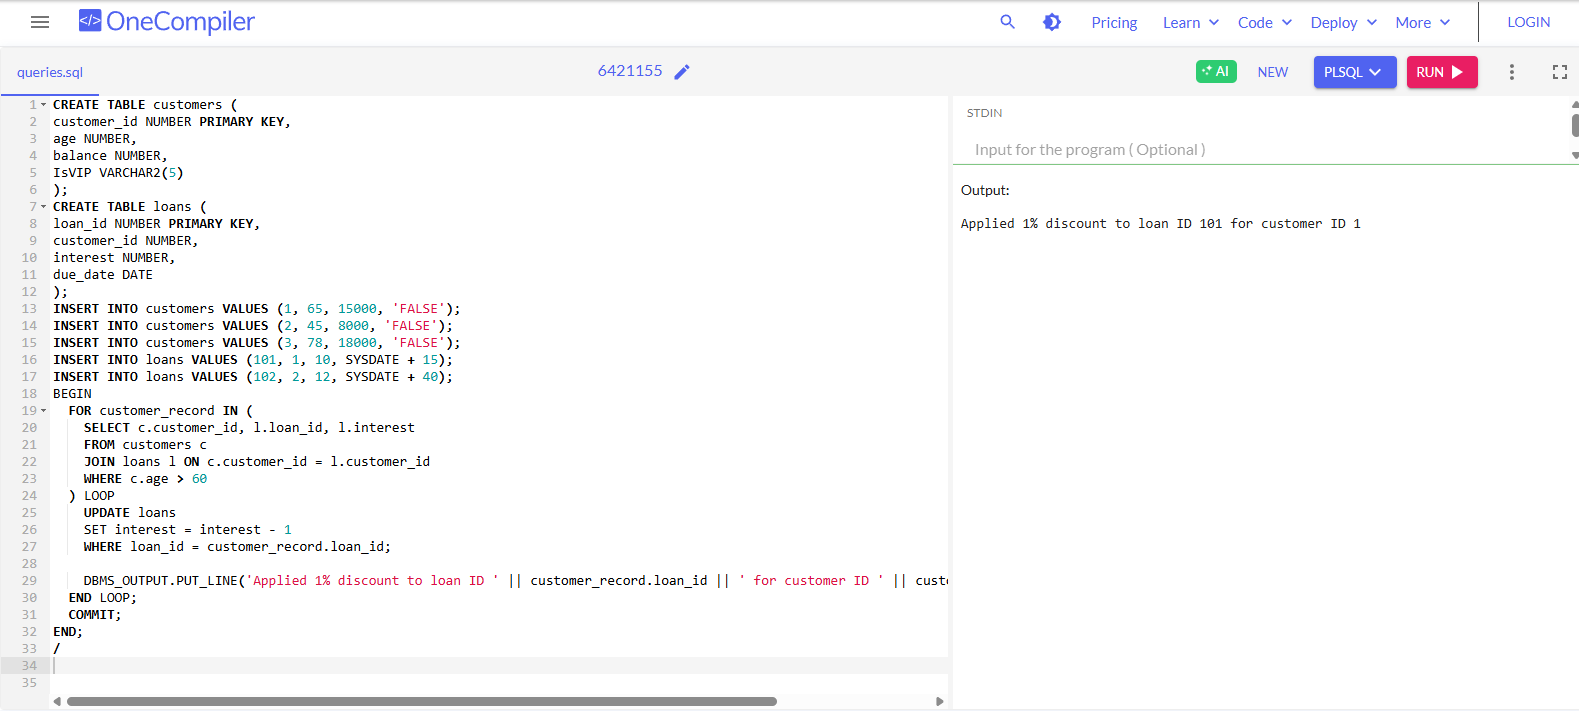 OneCompiler
Pricing Learn Code Deploy More LOGIN
queries.sql
6421155
AI NEW PLSQL RUN
1 CREATE TABLE customers (
2 customer_id NUMBER PRIMARY KEY,
3 age NUMBER,
4 balance NUMBER,
5 IsVIP VARCHAR2(5)
6 );
7 CREATE TABLE loans (
8 loan_id NUMBER PRIMARY KEY,
9 customer_id NUMBER,
10 interest NUMBER,
11 due_date DATE
12 );
13 INSERT INTO customers VALUES (1, 65, 15000, 'FALSE');
14 INSERT INTO customers VALUES (2, 45, 8000, 'FALSE');
15 INSERT INTO customers VALUES (3, 78, 18000, 'FALSE');
16 INSERT INTO loans VALUES (101, 1, 10, SYSDATE + 15);
17 INSERT INTO loans VALUES (102, 2, 12, SYSDATE + 40);
18 BEGIN
19 FOR customer_record IN (
20 SELECT c.customer_id, l.loan_id, l.interest
21 FROM customers c
22 JOIN loans l ON c.customer_id = l.customer_id
23 WHERE c.age > 60
24 ) LOOP
25 UPDATE loans
26 SET interest = interest - 1
27 WHERE loan_id = customer_record.loan_id;
28
29 DBMS_OUTPUT.PUT_LINE('Applied 1% discount to loan ID ' || customer_record.loan_id || ' for customer ID ' || custo
30 END LOOP;
31 COMMIT;
32 END;
33 /
34
35
STDIN
Input for the program ( Optional )
Output:
Applied 1% discount to loan ID 101 for customer ID 1